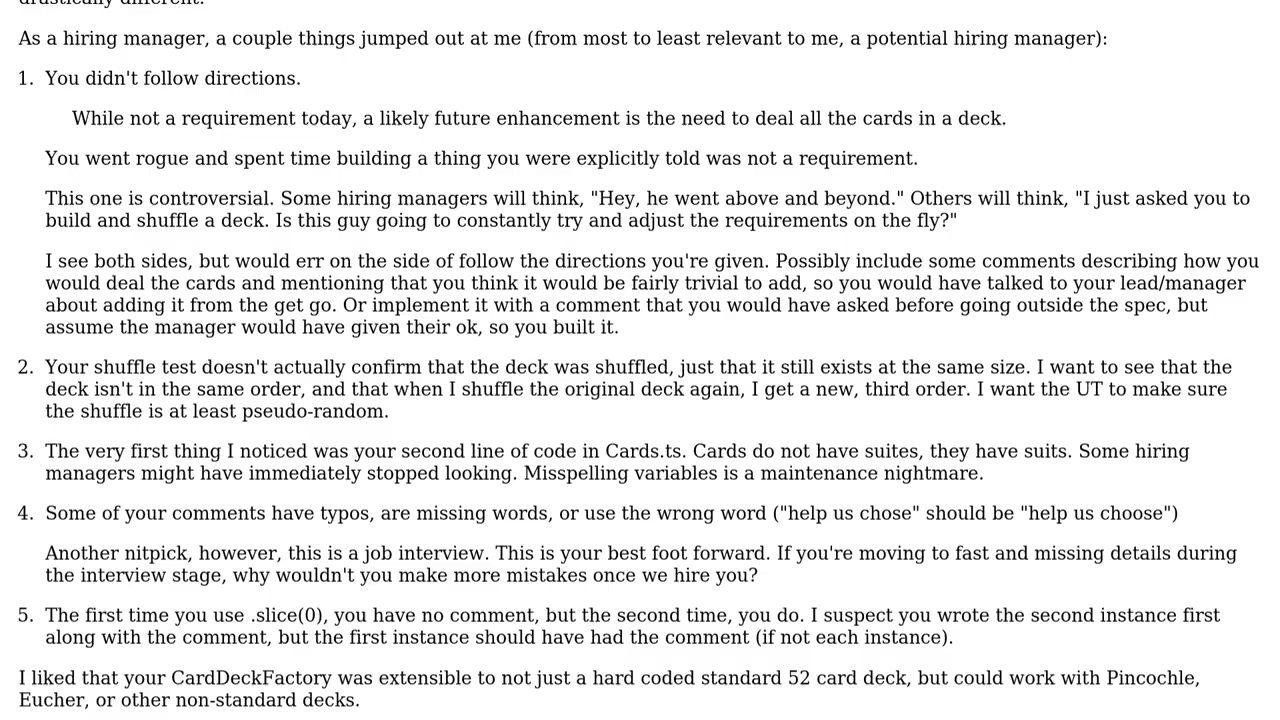 drastically different.
As a hiring manager, a couple things jumped out at me (from most to least relevant to me, a potential hiring manager):
1. You didn't follow directions.
While not a requirement today, a likely future enhancement is the need to deal all the cards in a deck.
You went rogue and spent time building a thing you were explicitly told was not a requirement.
This one is controversial. Some hiring managers will think, "Hey, he went above and beyond." Others will think, "I just asked you to
build and shuffle a deck. Is this guy going to constantly try and adjust the requirements on the fly?"
I see both sides, but would err on the side of follow the directions you're given. Possibly include some comments describing how you
would deal the cards and mentioning that you think it would be fairly trivial to add, so you would have talked to your lead/manager
about adding it from the get go. Or implement it with a comment that you would have asked before going outside the spec, but
assume the manager would have given their ok, so you built it.
2. Your shuffle test doesn't actually confirm that the deck was shuffled, just that it still exists at the same size. I want to see that the
deck isn't in the same order, and that when I shuffle the original deck again, I get a new, third order. I want the UT to make sure
the shuffle is at least pseudo-random.
3. The very first thing I noticed was your second line of code in Cards.ts. Cards do not have suites, they have suits. Some hiring
managers might have immediately stopped looking. Misspelling variables is a maintenance nightmare.
4. Some of your comments have typos, are missing words, or use the wrong word ("help us chose" should be "help us choose")
Another nitpick, however, this is a job interview. This is your best foot forward. If you're moving to fast and missing details during
the interview stage, why wouldn't you make more mistakes once we hire you?
5. The first time you use .slice(0), you have no comment, but the second time, you do. I suspect you wrote the second instance first
along with the comment, but the first instance should have had the comment (if not each instance).
I liked that your CardDeckFactory was extensible to not just a hard coded standard 52 card deck, but could work with Pincochle,
Eucher, or other non-standard decks.